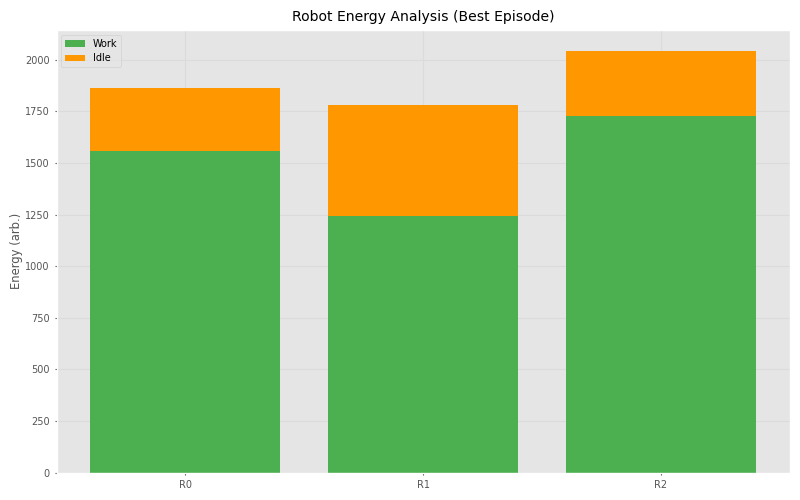 Robot Energy Analysis (Best Episode)
Work
Idle
Energy (arb.)
2000
1750
1500
1250
1000
750
500
250
0
R0
R1
R2